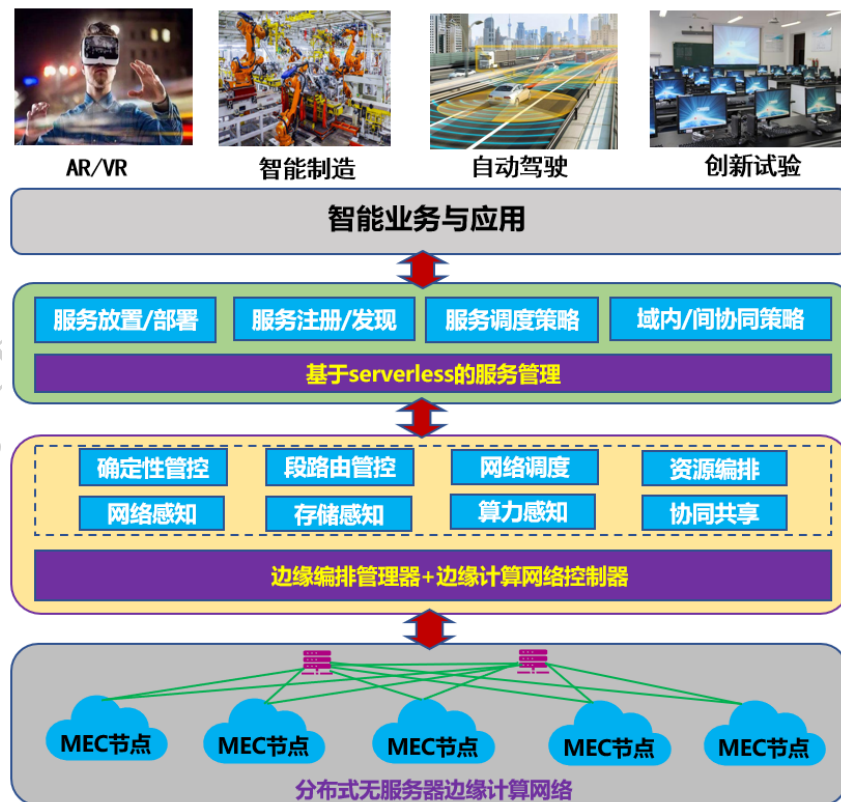 AR/VR
智能制造
自动驾驶
创新试验
智能业务与应用
服务放置/部署
服务注册/发现
服务调度策略
域内/间协同策略
基于serverless的服务管理
确定性管控
段路由管控
网络调度
资源编排
网络感知
存储感知
算力感知
协同共享
边缘编排管理器+边缘计算网络控制器
MEC节点
MEC节点
MEC节点
MEC节点
MEC节点
分布式无服务器边缘计算网络